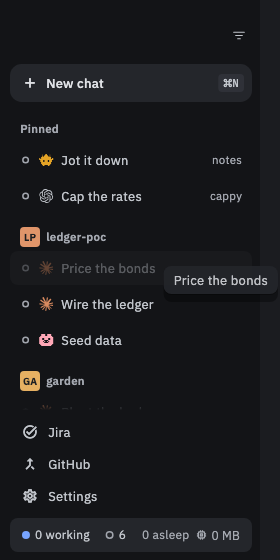 New chat ⌘N
Pinned
Jot it down notes
Cap the rates cappy
LP ledger-poc
Price the bonds
Price the bonds
Wire the ledger
Seed data
GA garden
Jira
GitHub
Settings
0 working 6 0 asleep 0 MB